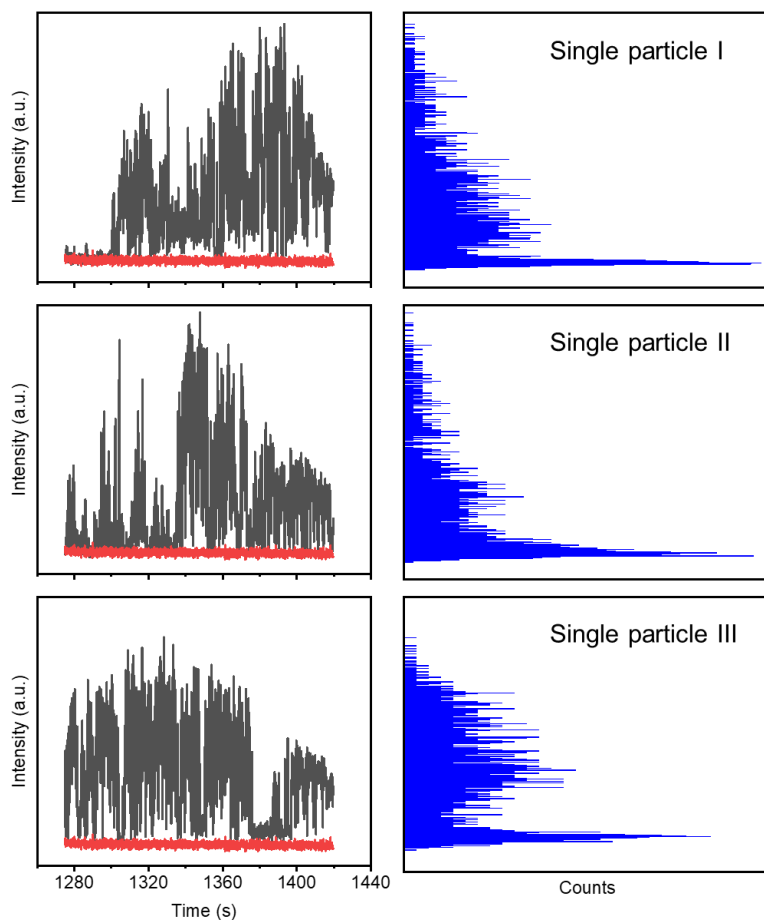 Intensity (a.u.)
Single particle I
Intensity (a.u.)
Single particle II
Intensity (a.u.)
Single particle III
1280 1320 1360 1400 1440
Time (s)
Counts